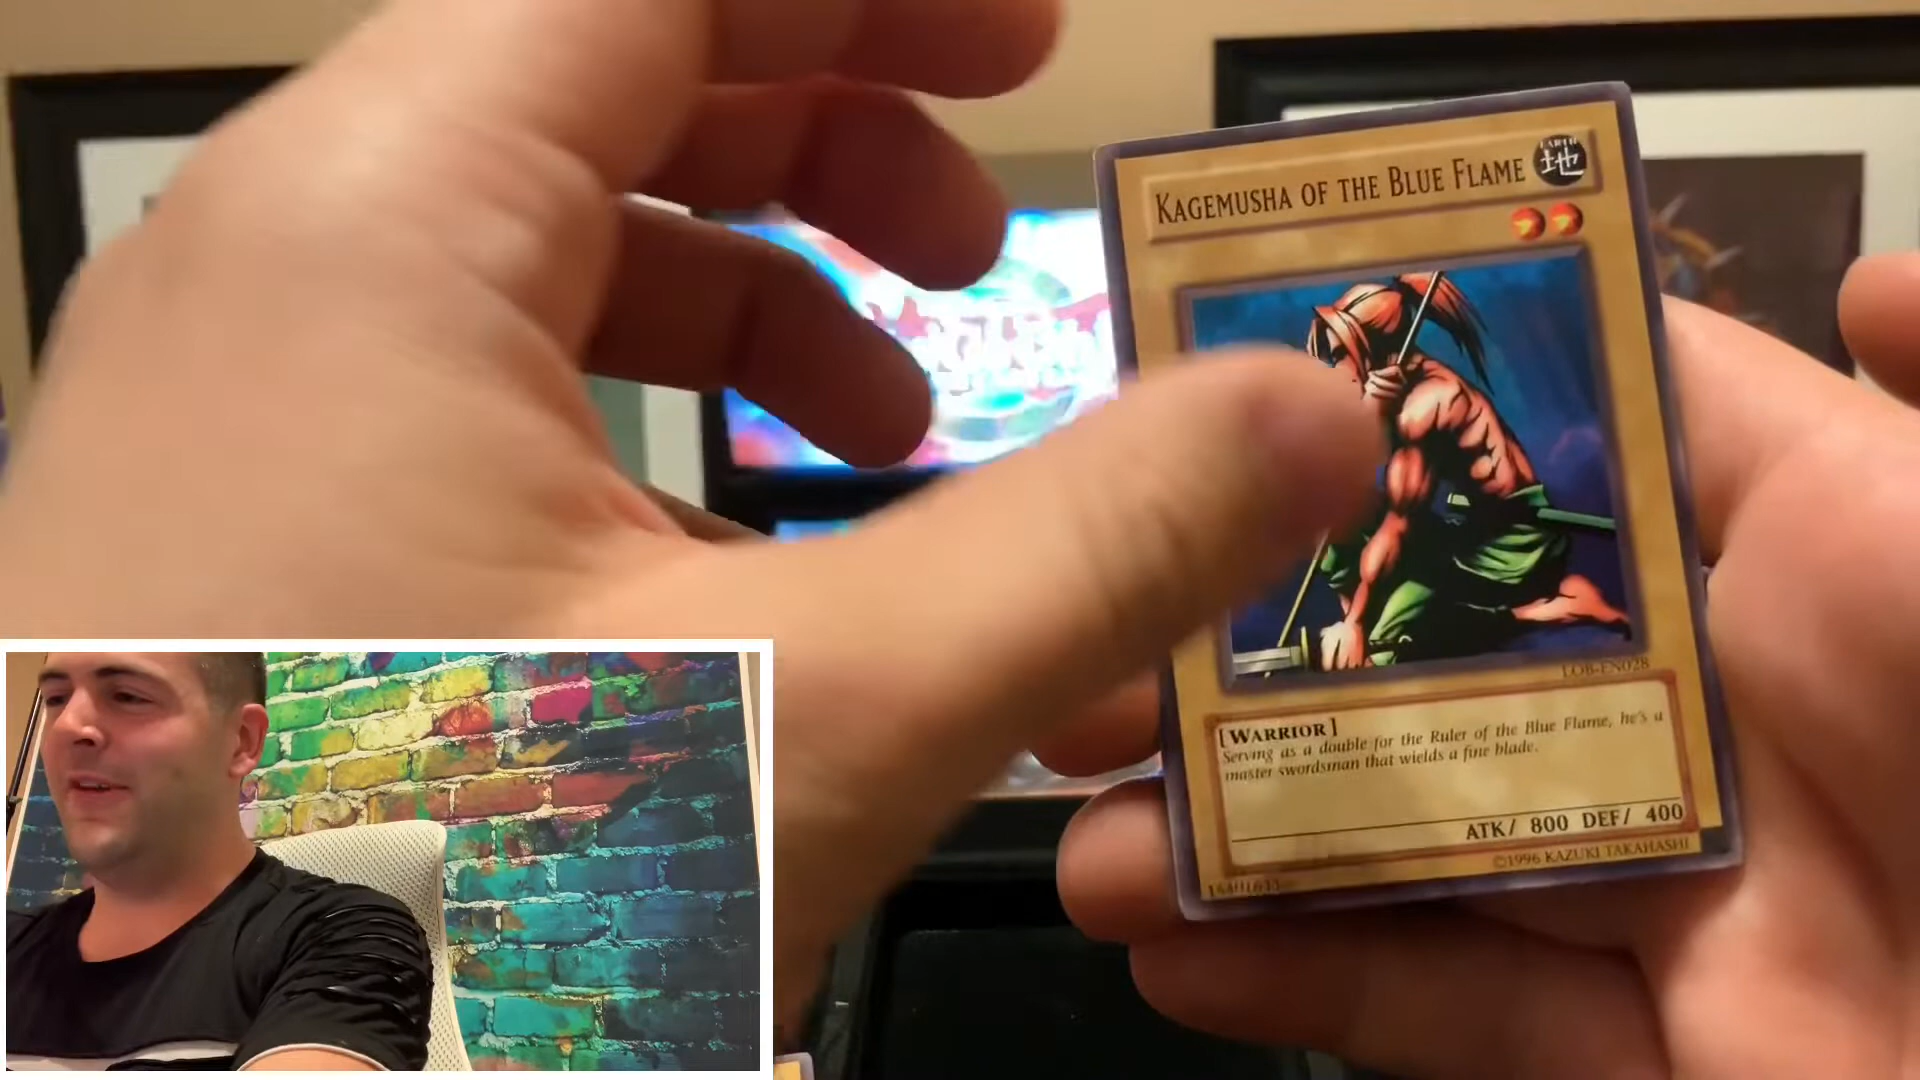 KAGEMUSHA OF THE BLUE FLAME
EARTH
地
LOB-EN028
[WARRIOR]
Serving as a double for the Ruler of the Blue Flame, he's a
master swordsman that wields a fine blade.
ATK/ 800 DEF/ 400
©1996 KAZUKI TAKAHASHI